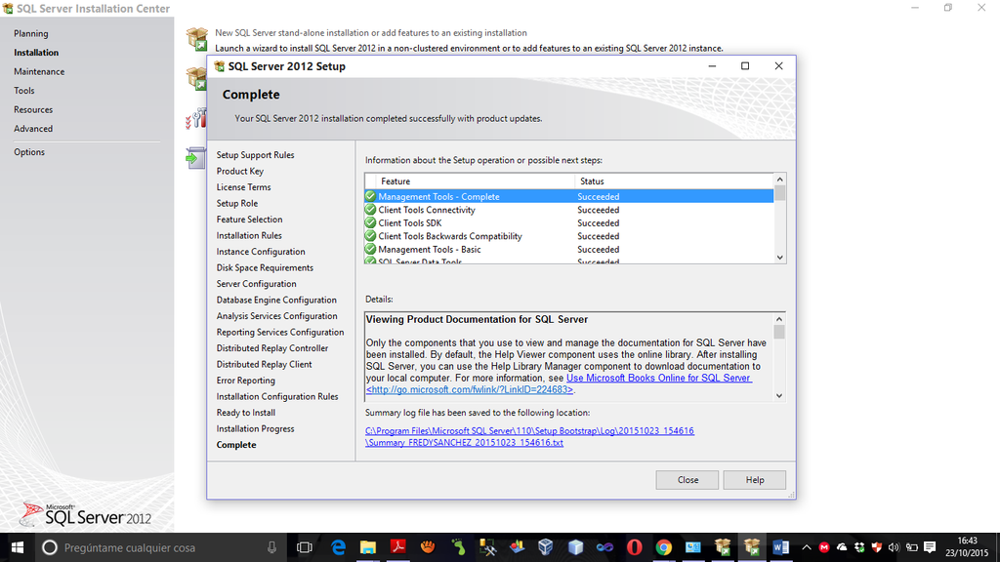 SQL Server Installation Center
Planning
Installation
Maintenance
Tools
Resources
Advanced
Options
New SQL Server stand-alone installation or add features to an existing installation
Launch a wizard to install SQL Server 2012 in a non-clustered environment or to add features to an existing SQL Server 2012 instance.
SQL Server 2012 Setup
Complete
Your SQL Server 2012 installation completed successfully with product updates.
Setup Support Rules
Product Key
License Terms
Setup Role
Feature Selection
Installation Rules
Instance Configuration
Disk Space Requirements
Server Configuration
Database Engine Configuration
Analysis Services Configuration
Reporting Services Configuration
Distributed Replay Controller
Distributed Replay Client
Error Reporting
Installation Configuration Rules
Ready to Install
Installation Progress
Complete
Information about the Setup operation or possible next steps:
Feature Status
Management Tools - Complete Succeeded
Client Tools Connectivity Succeeded
Client Tools SDK Succeeded
Client Tools Backwards Compatibility Succeeded
Management Tools - Basic Succeeded
SQL Server Data Tools Succeeded
Details:
Viewing Product Documentation for SQL Server
Only the components that you use to view and manage the documentation for SQL Server have
been installed. By default, the Help Viewer component uses the online library. After installing
SQL Server, you can use the Help Library Manager component to download documentation to
your local computer. For more information, see Use Microsoft Books Online for SQL Server
<http://go.microsoft.com/fwlink/?LinkID=224683>.
Summary log file has been saved to the following location:
C:\Program Files\Microsoft SQL Server\110\Setup Bootstrap\Log\20151023_154616
\Summary_FREDYSANCHEZ_20151023_154616.txt
Close
Help
Microsoft
SQL Server 2012
Pregúntame cualquier cosa
16:43
23/10/2015